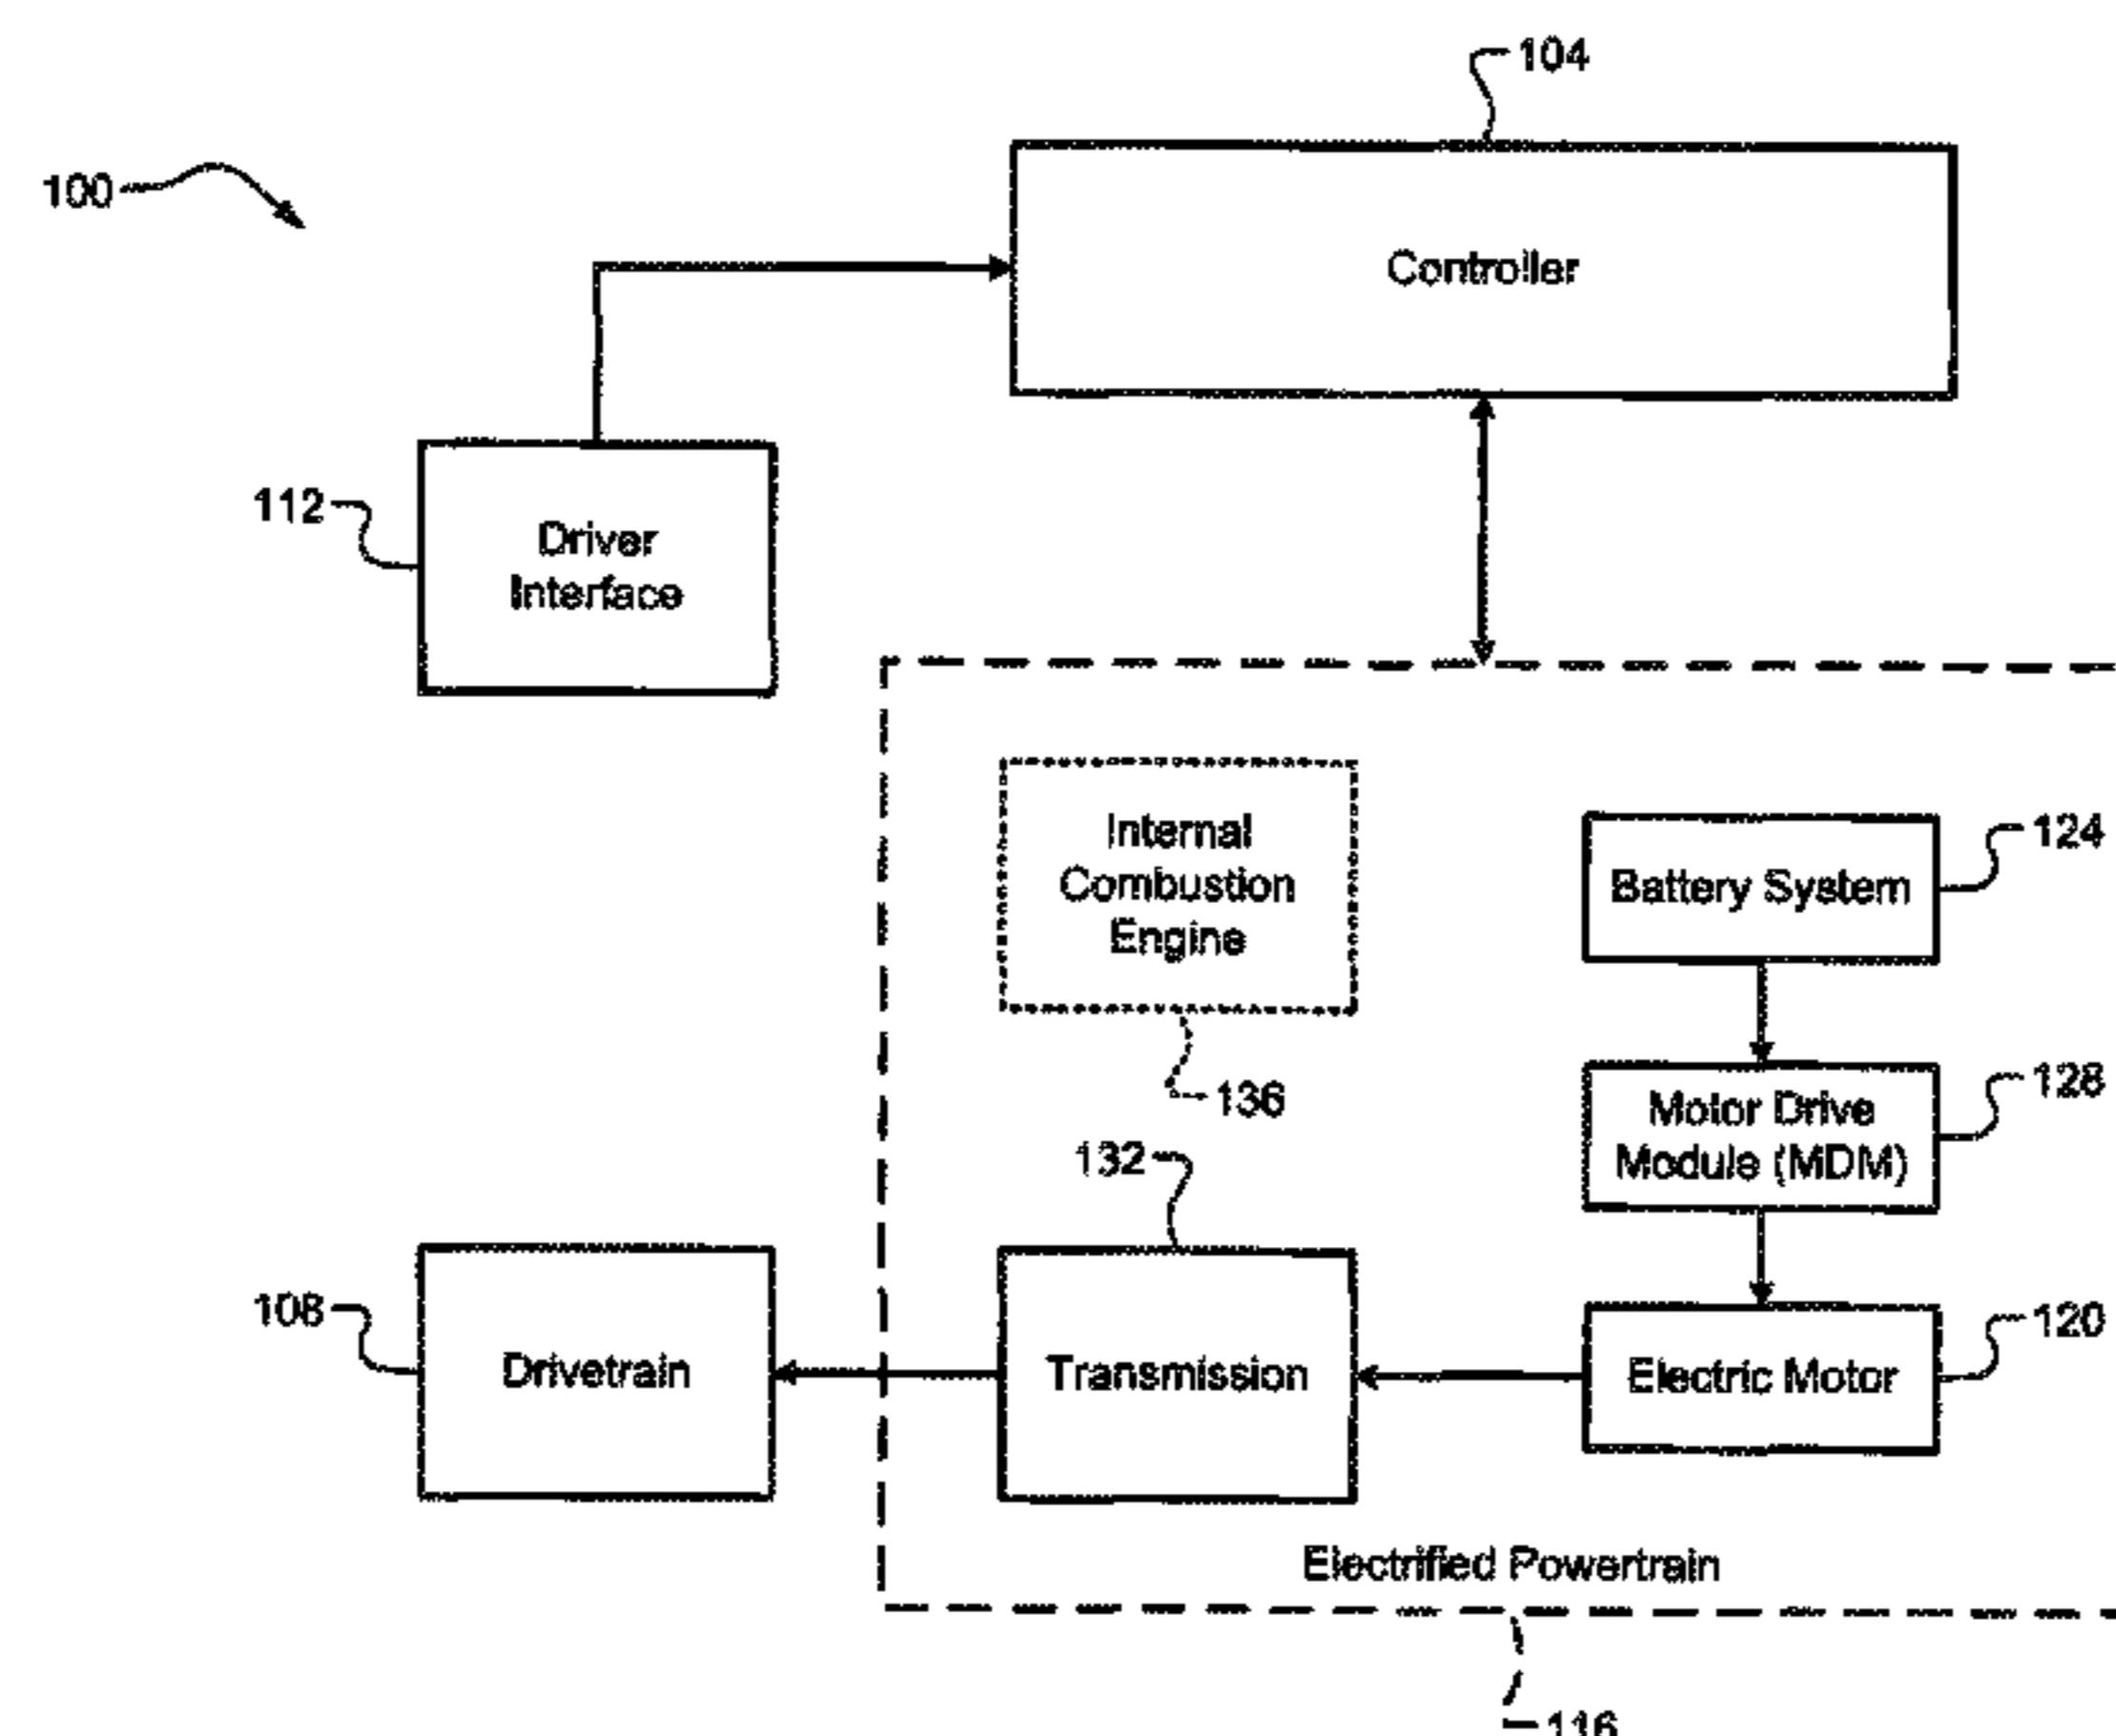 104
100
Controller
112
Driver
Interface
Internal
Combustion
Engine
124
Battery System
136
128
Motor Drive
Module (MDM)
132
108
Drivetrain
Transmission
120
Electric Motor
Electrified Powertrain
116